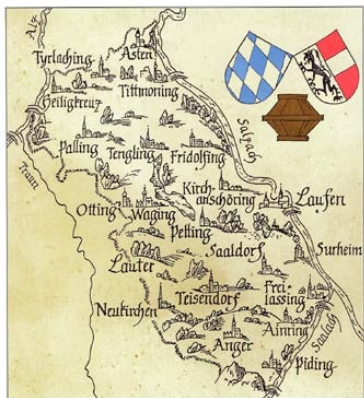 Alz
Asten
Tyrlaching
Tittmoning
Heiligkreuz
Salzach
Palling
Tengling
Fridolfing
Traun
Kirch-
anschöring
Laufen
Otting
Waging
Petting
Surheim
Saaldorf
Lauter
Teisendorf
Frei-
lassing
Neukirchen
Ainring
Saalach
Anger
Piding